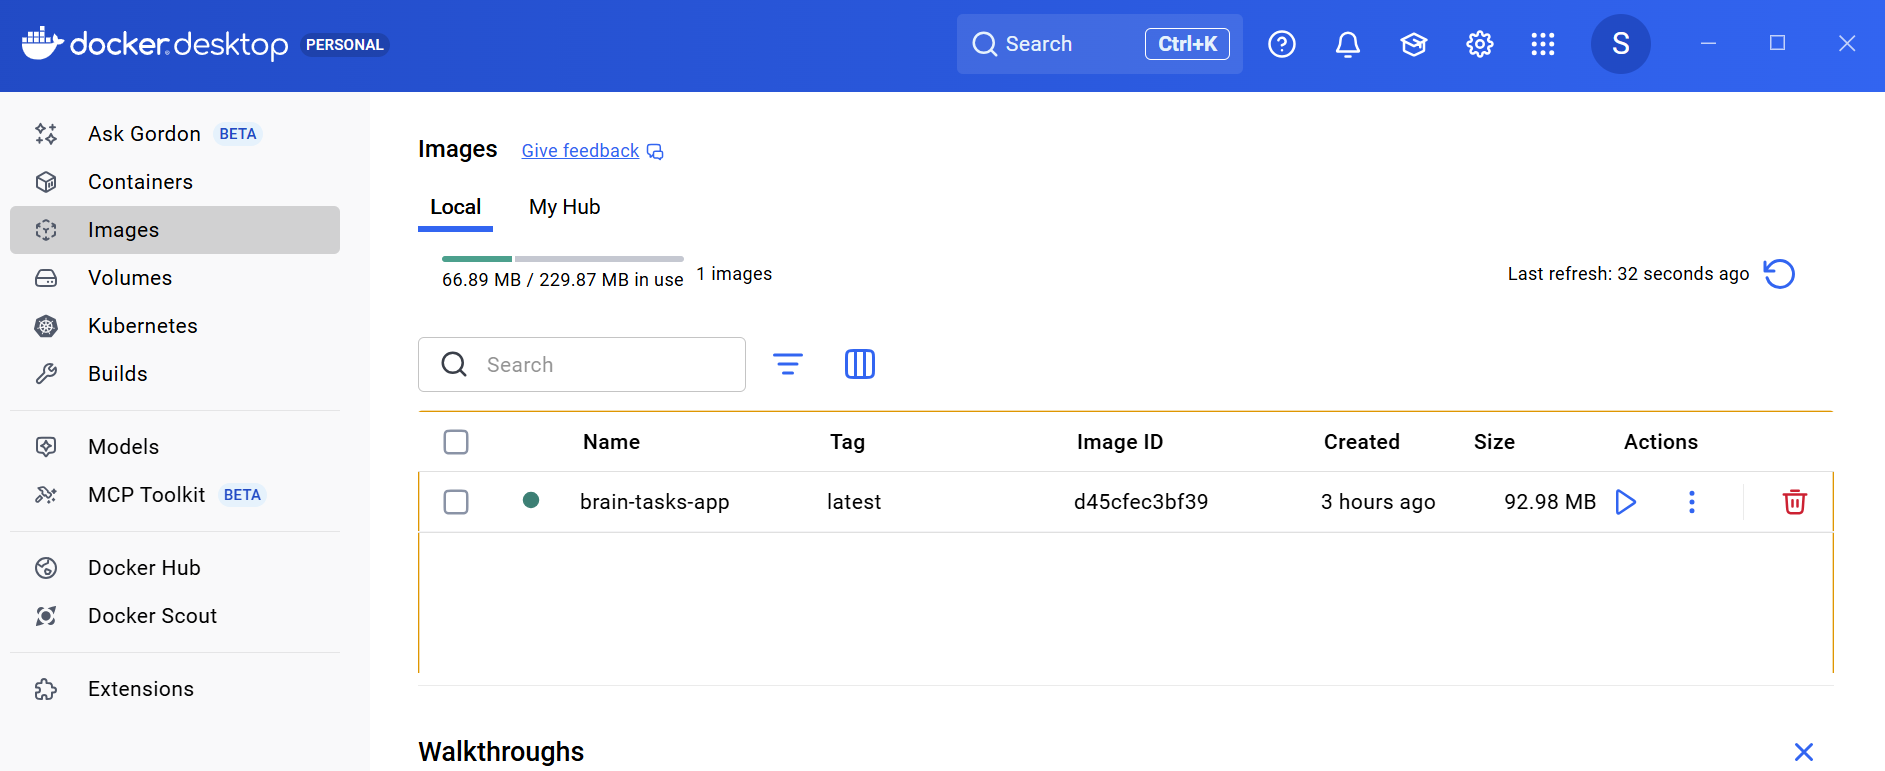 docker.desktop PERSONAL
Search Ctrl+K
S
Ask Gordon BETA
Containers
Images
Volumes
Kubernetes
Builds
Models
MCP Toolkit BETA
Docker Hub
Docker Scout
Extensions
Images Give feedback
Local My Hub
66.89 MB / 229.87 MB in use 1 images
Last refresh: 32 seconds ago
Search
Name Tag Image ID Created Size Actions
brain-tasks-app latest d45cfec3bf39 3 hours ago 92.98 MB
Walkthroughs